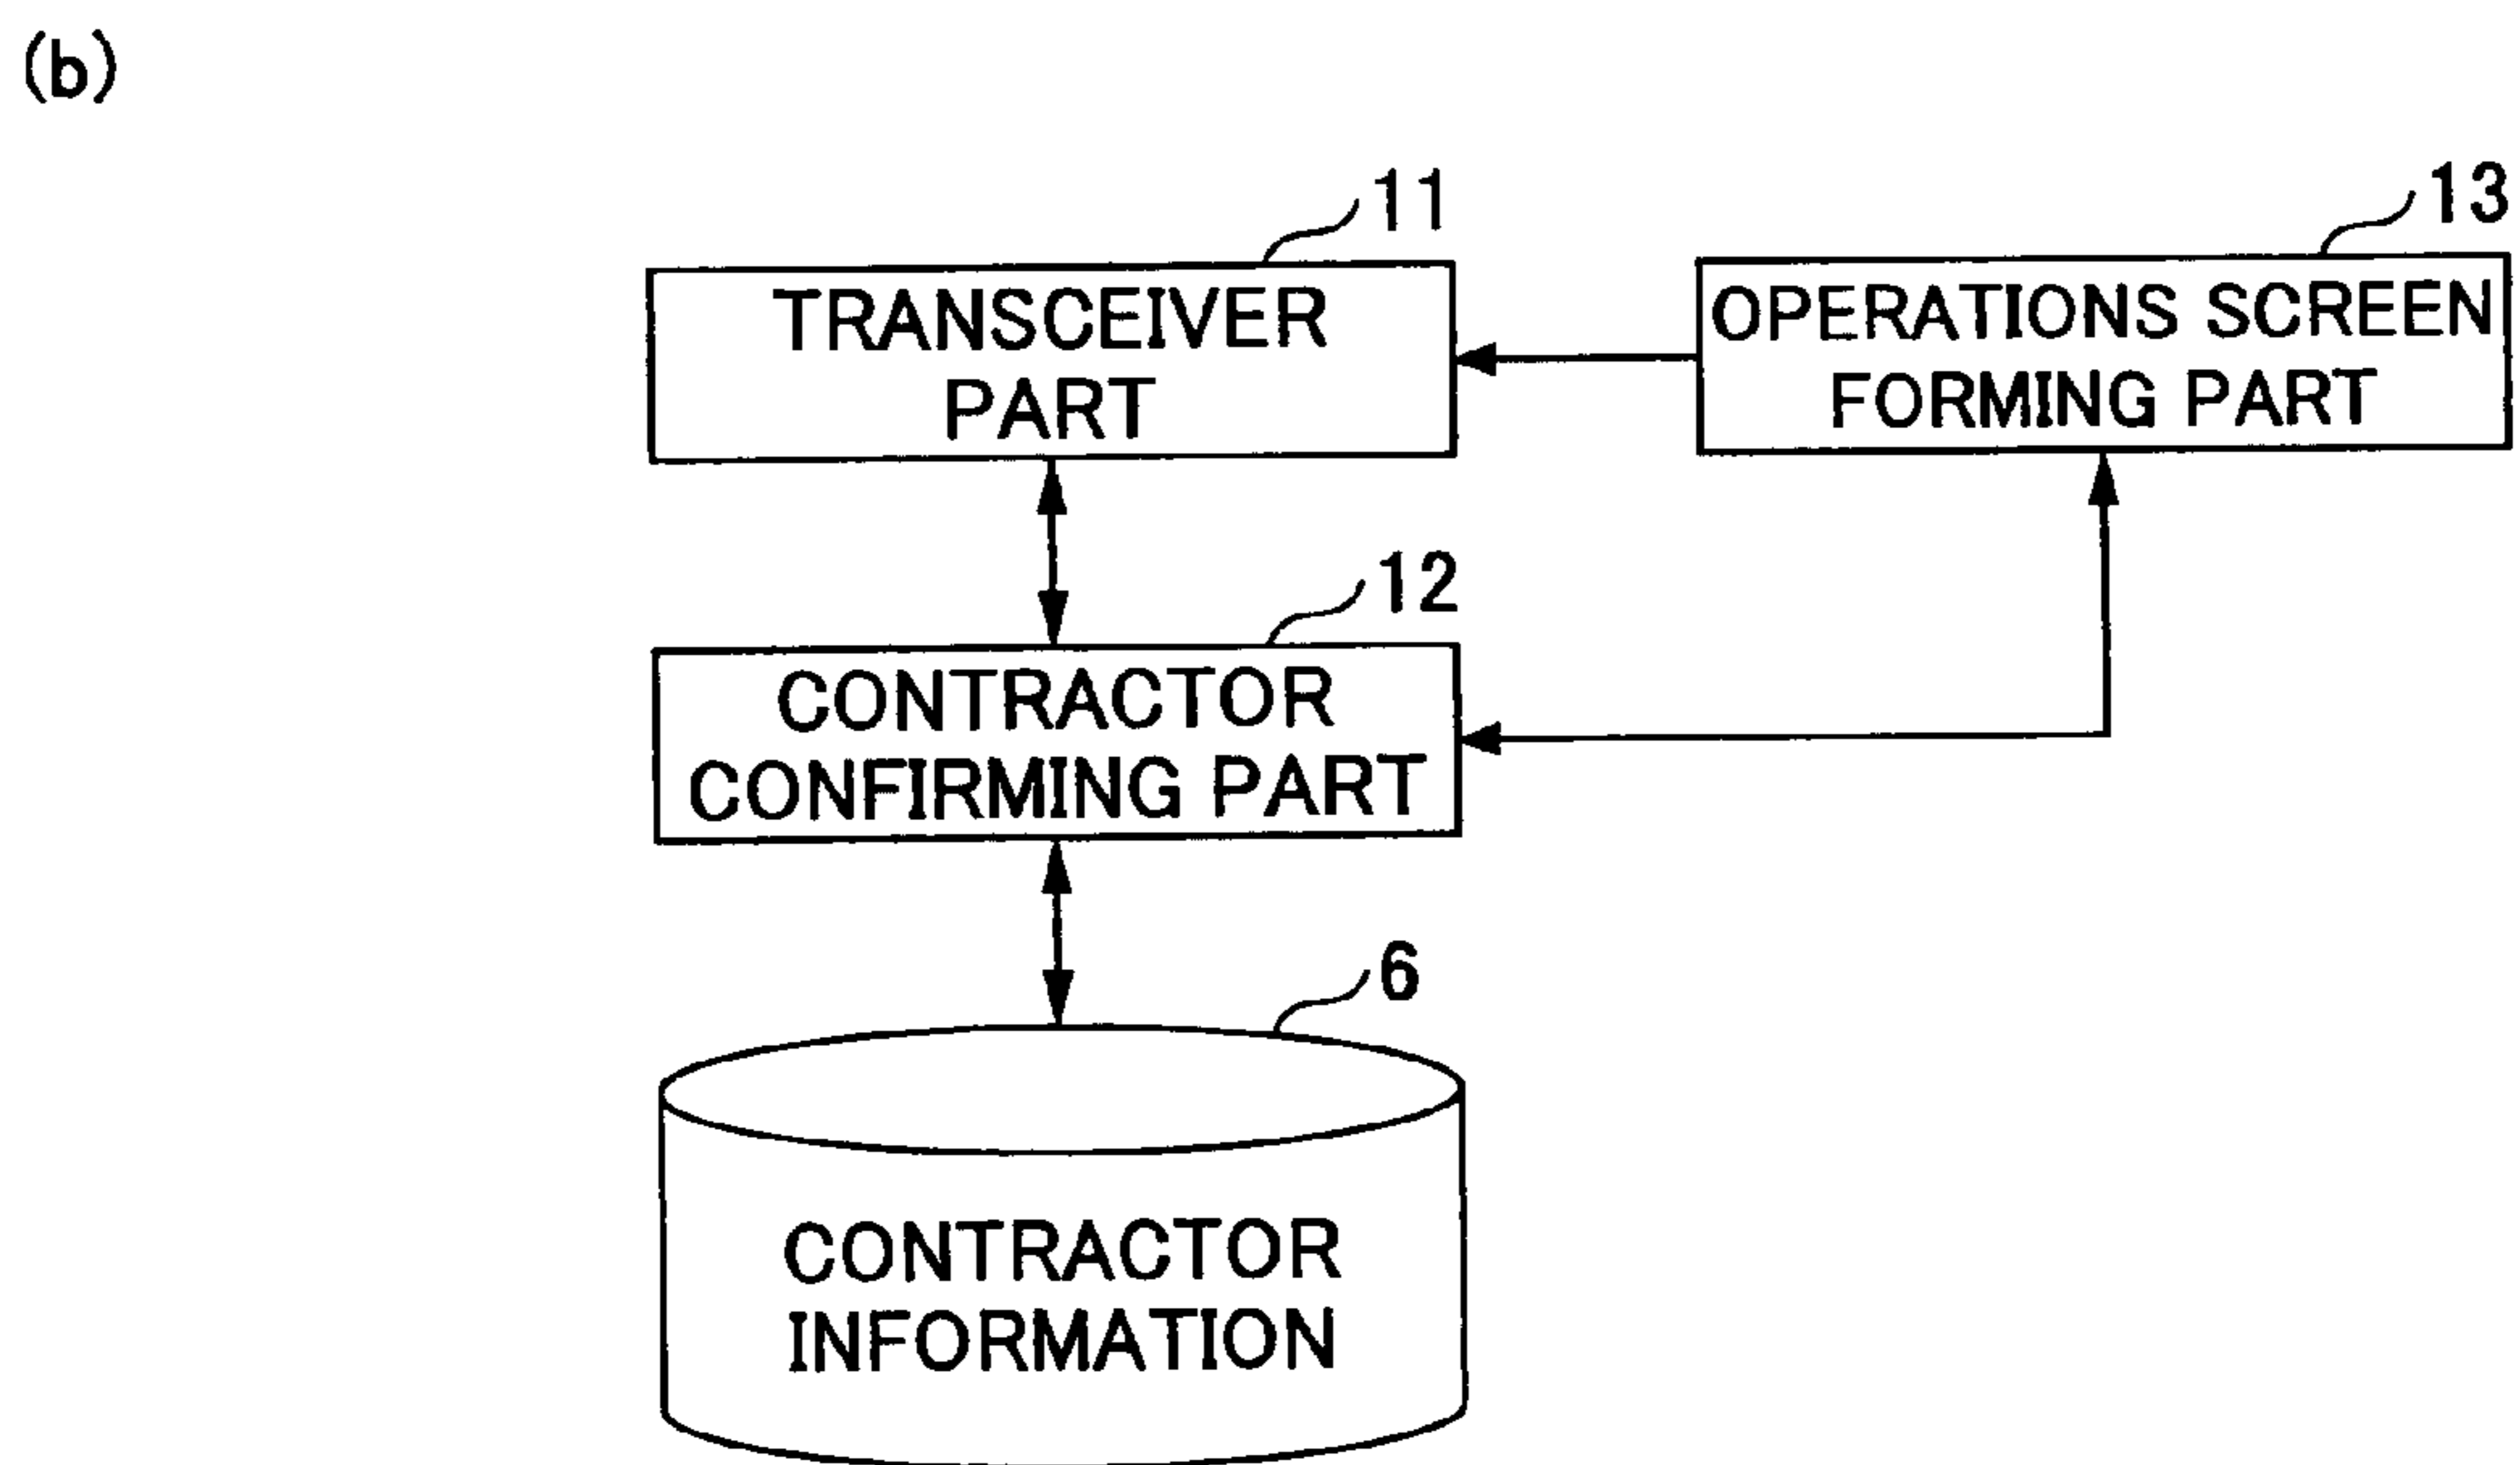 (b)
11
TRANSCEIVER
PART
13
OPERATIONS SCREEN
FORMING PART
12
CONTRACTOR
CONFIRMING PART
6
CONTRACTOR
INFORMATION